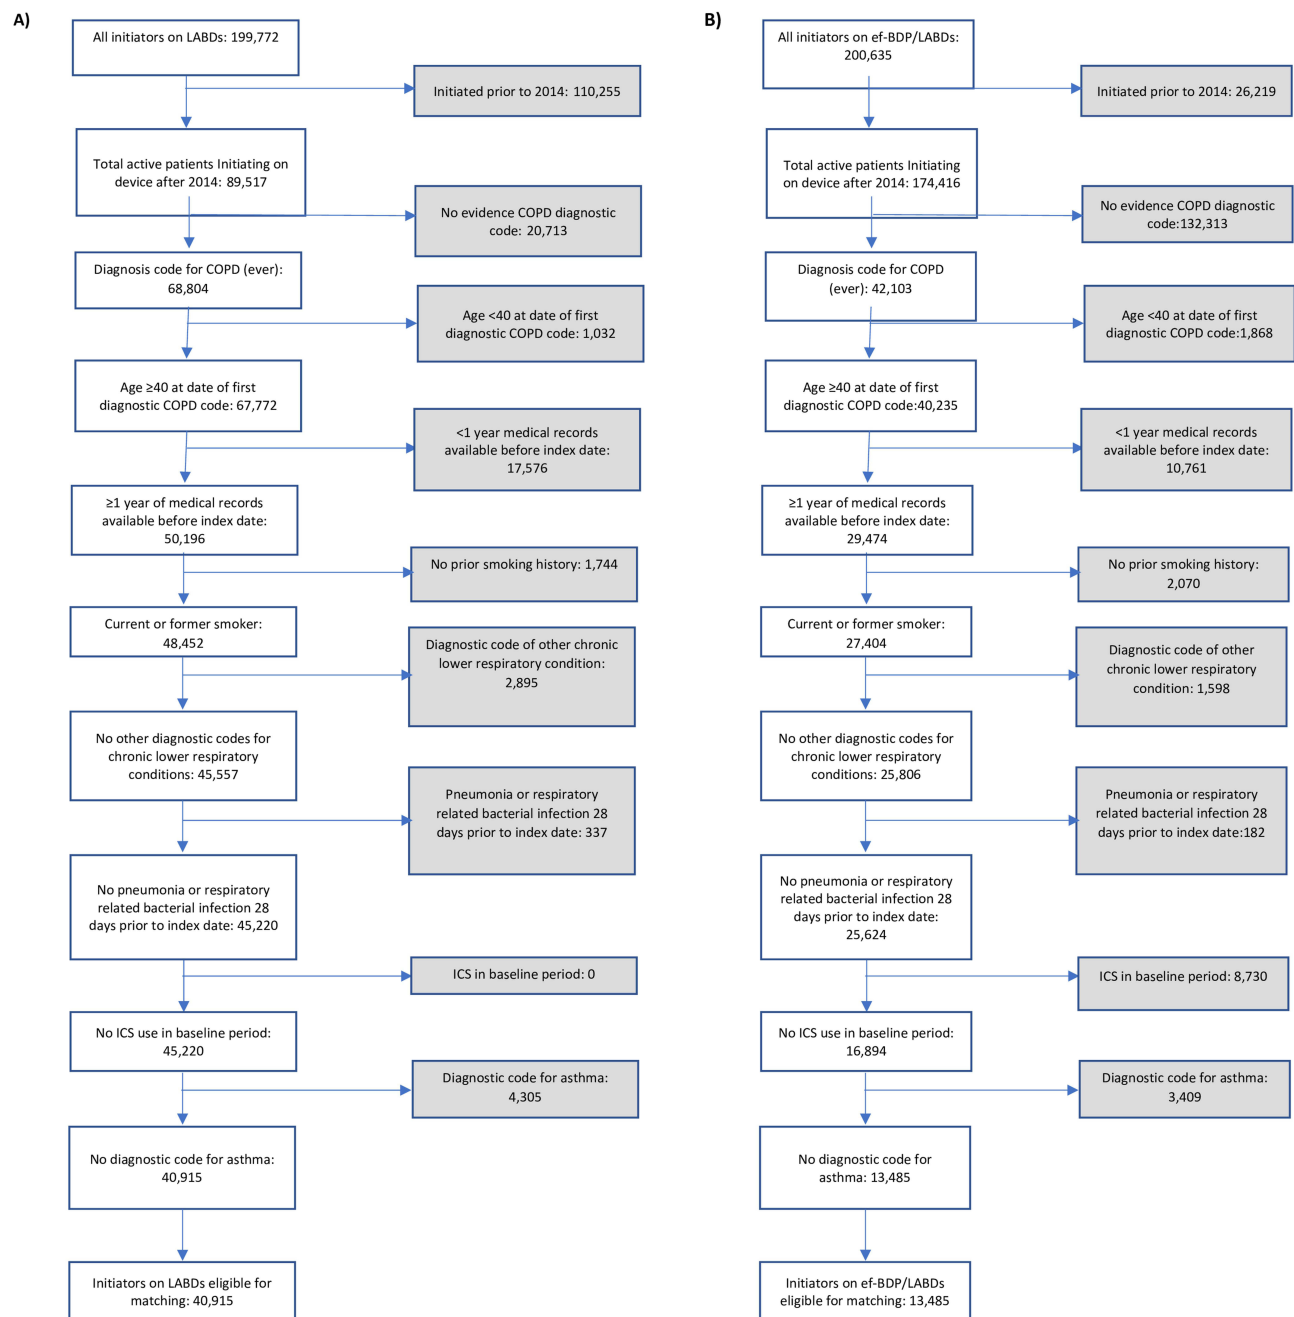 A)
All initiators on LABDs: 199,772
Initiated prior to 2014: 110,255
Total active patients Initiating on
device after 2014: 89,517
No evidence COPD diagnostic
code: 20,713
Diagnosis code for COPD (ever):
68,804
Age <40 at date of first
diagnostic COPD code: 1,032
Age ≥40 at date of first
diagnostic COPD code: 67,772
<1 year medical records
available before index date:
17,576
≥1 year of medical records
available before index date:
50,196
No prior smoking history: 1,744
Current or former smoker:
48,452
Diagnostic code of other chronic
lower respiratory condition:
2,895
No other diagnostic codes for
chronic lower respiratory
conditions: 45,557
Pneumonia or respiratory
related bacterial infection 28
days prior to index date: 337
No pneumonia or respiratory
related bacterial infection 28
days prior to index date: 45,220
ICS in baseline period: 0
No ICS use in baseline period:
45,220
Diagnostic code for asthma:
4,305
No diagnostic code for asthma:
40,915
Initiators on LABDs eligible for
matching: 40,915
B)
All initiators on ef-BDP/LABDs:
200,635
Initiated prior to 2014: 26,219
Total active patients Initiating
on device after 2014: 174,416
No evidence COPD diagnostic
code:132,313
Diagnosis code for COPD
(ever): 42,103
Age <40 at date of first
diagnostic COPD code:1,868
Age ≥40 at date of first
diagnostic COPD code:40,235
<1 year medical records
available before index date:
10,761
≥1 year of medical records
available before index date:
29,474
No prior smoking history:
2,070
Current or former smoker:
27,404
Diagnostic code of other
chronic lower respiratory
condition: 1,598
No other diagnostic codes for
chronic lower respiratory
conditions: 25,806
Pneumonia or respiratory
related bacterial infection 28
days prior to index date:182
No pneumonia or respiratory
related bacterial infection 28
days prior to index date:
25,624
ICS in baseline period: 8,730
No ICS use in baseline period:
16,894
Diagnostic code for asthma:
3,409
No diagnostic code for
asthma: 13,485
Initiators on ef-BDP/LABDs
eligible for matching: 13,485